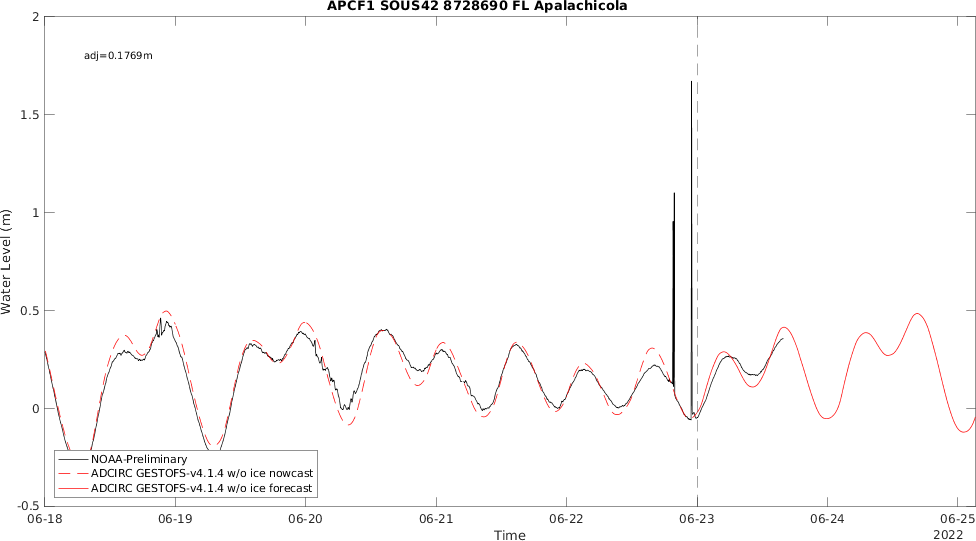 APCF1 SOUS42 8728690 FL Apalachicola
adj=0.1769m
2
1.5
1
0.5
0
-0.5
Water Level (m)
NOAA-Preliminary
ADCIRC GESTOFS-v4.1.4 w/o ice nowcast
ADCIRC GESTOFS-v4.1.4 w/o ice forecast
06-18 06-19 06-20 06-21 06-22 06-23 06-24 06-25
Time
2022